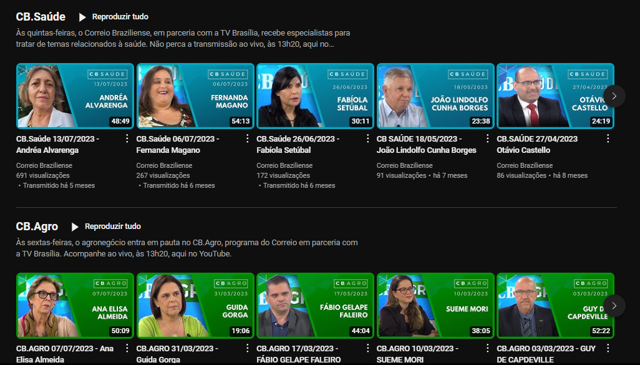 CB.Saúde Reproduzir tudo
Às quintas-feiras, o Correio Braziliense, em parceria com a TV Brasília, recebe especialistas para
tratar de temas relacionados à saúde. Não perca a transmissão ao vivo, às 13h20, aqui no...
CB SAÚDE
13/07/2023
ANDRÉA
ALVARENGA
48:49
CB SAÚDE
06/07/2023
FERNANDA
MAGANO
54:13
CB SAÚDE
26/06/2023
FABÍOLA
SETÚBAL
30:11
CB SAÚDE
18/05/2023
JOÃO LINDOLFO
CUNHA BORGES
23:38
CB SAÚDE
27/04/2023
OTÁVIO
CASTELLO
24:19
CB.Saúde 13/07/2023 -
Andréa Alvarenga
Correio Braziliense
691 visualizações
• Transmitido há 5 meses
CB.Saúde 06/07/2023 -
Fernanda Magano
Correio Braziliense
267 visualizações
• Transmitido há 6 meses
CB.Saúde 26/06/2023 -
Fabíola Setúbal
Correio Braziliense
172 visualizações
• Transmitido há 6 meses
CB SAÚDE 18/05/2023 -
João Lindolfo Cunha Borges
Correio Braziliense
91 visualizações • há 7 meses
CB.SAÚDE 27/04/2023
Otávio Castello
Correio Braziliense
86 visualizações • há 8 meses
CB.Agro Reproduzir tudo
Às sextas-feiras, o agronegócio entra em pauta no CB.Agro, programa do Correio em parceria com
a TV Brasília. Acompanhe ao vivo, às 13h20, aqui no YouTube.
CB AGRO
07/07/2023
ANA ELISA
ALMEIDA
50:09
CB AGRO
31/03/2023
GUIDA
GORGA
19:06
CB AGRO
17/03/2023
FÁBIO GELAPE
FALEIRO
44:04
CB AGRO
10/03/2023
SUEME MORI
38:05
CB AGRO
03/03/2023
GUY D
CAPDEVILLE
52:22
CB.AGRO 07/07/2023 - Ana
Elisa Almeida
CB.AGRO 31/03/2023 -
Guida Gorga
CB.AGRO 17/03/2023 -
FÁBIO GELAPE FALEIRO
CB.AGRO 10/03/2023 -
SUEME MORI
CB.AGRO 03/03/2023 - GUY
DE CAPDEVILLE